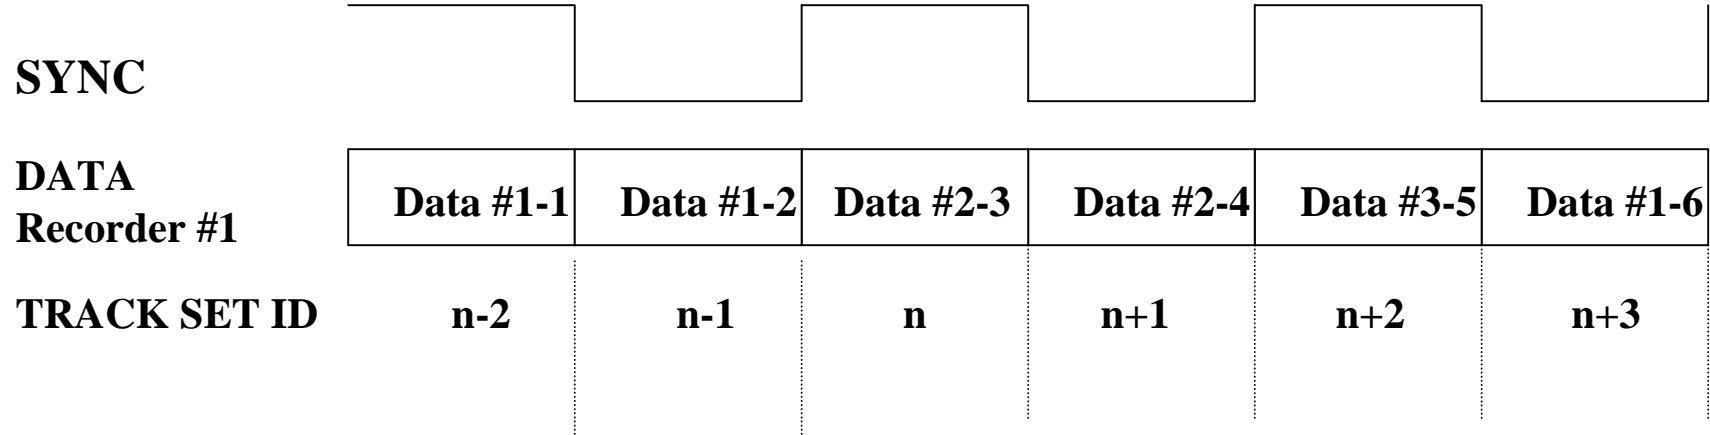 SYNC
DATA
Recorder #1
Data #1-1 Data #1-2 Data #2-3 Data #2-4 Data #3-5 Data #1-6
TRACK SET ID n-2 n-1 n n+1 n+2 n+3